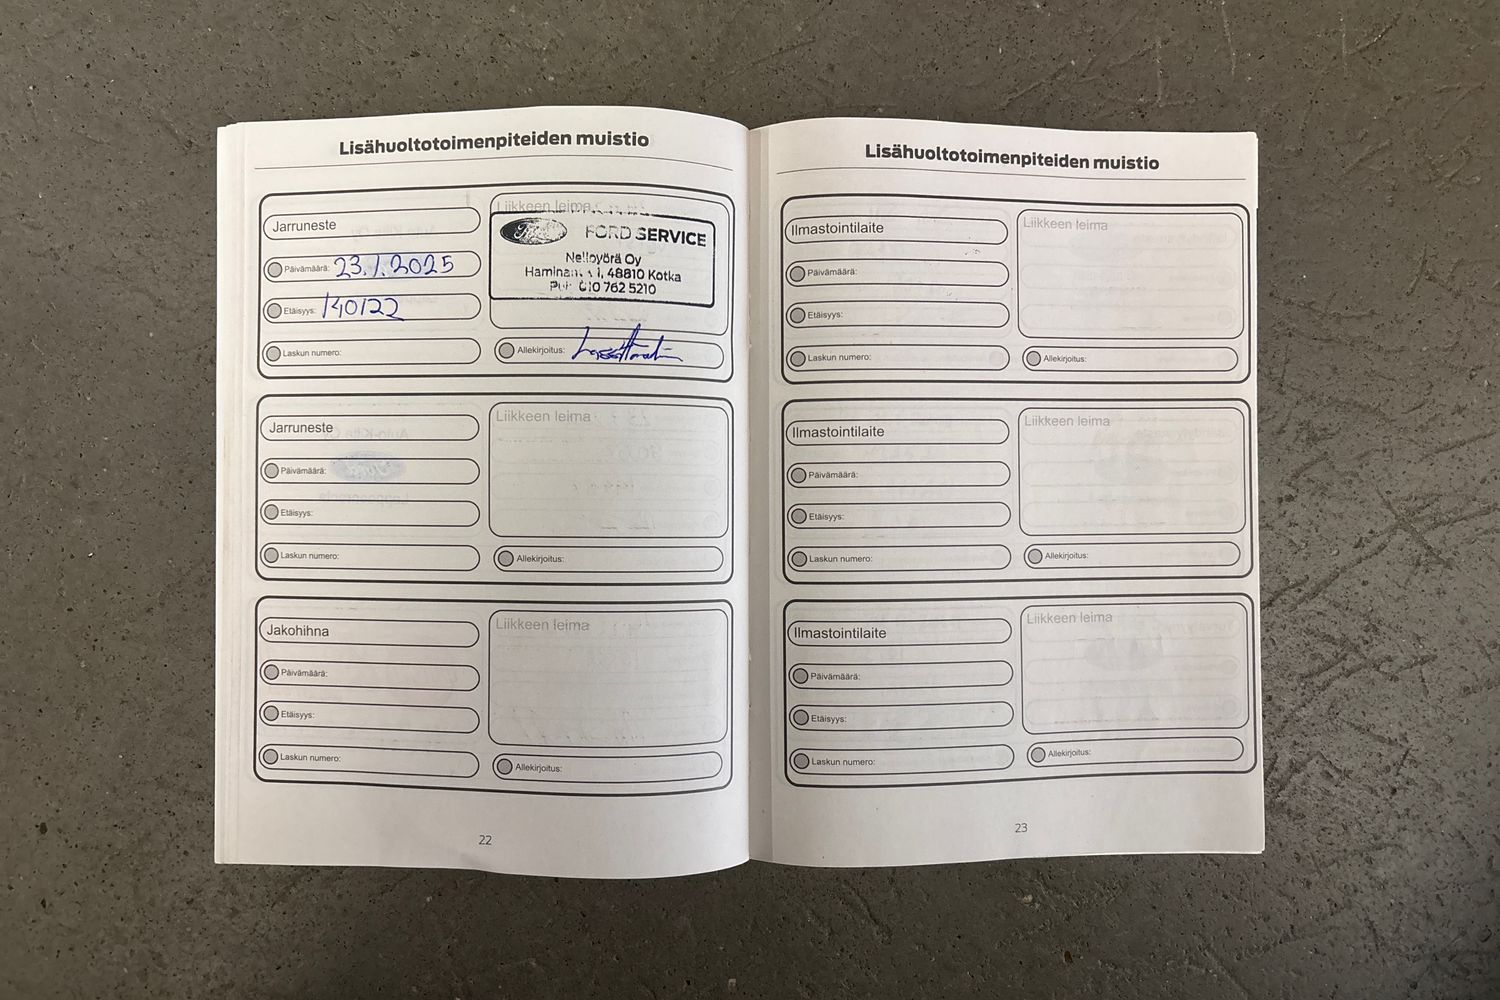 Lisähuoltotoimenpiteiden muistio
Jarruneste
Päivämäärä: 23.1.2025
Etäisyys: 140122
Laskun numero:
Liikkeen leima
Ford FORD SERVICE
Nelipyörä Oy
48810 Kotka
010 762 5210
Allekirjoitus:
Jarruneste
Päivämäärä:
Etäisyys:
Laskun numero:
Liikkeen leima
Allekirjoitus:
Jakohihna
Päivämäärä:
Etäisyys:
Laskun numero:
Liikkeen leima
Allekirjoitus:
22
Lisähuoltotoimenpiteiden muistio
Ilmastointilaite
Päivämäärä:
Etäisyys:
Laskun numero:
Liikkeen leima
Allekirjoitus:
Ilmastointilaite
Päivämäärä:
Etäisyys:
Laskun numero:
Liikkeen leima
Allekirjoitus:
Ilmastointilaite
Päivämäärä:
Etäisyys:
Laskun numero:
Liikkeen leima
Allekirjoitus:
23